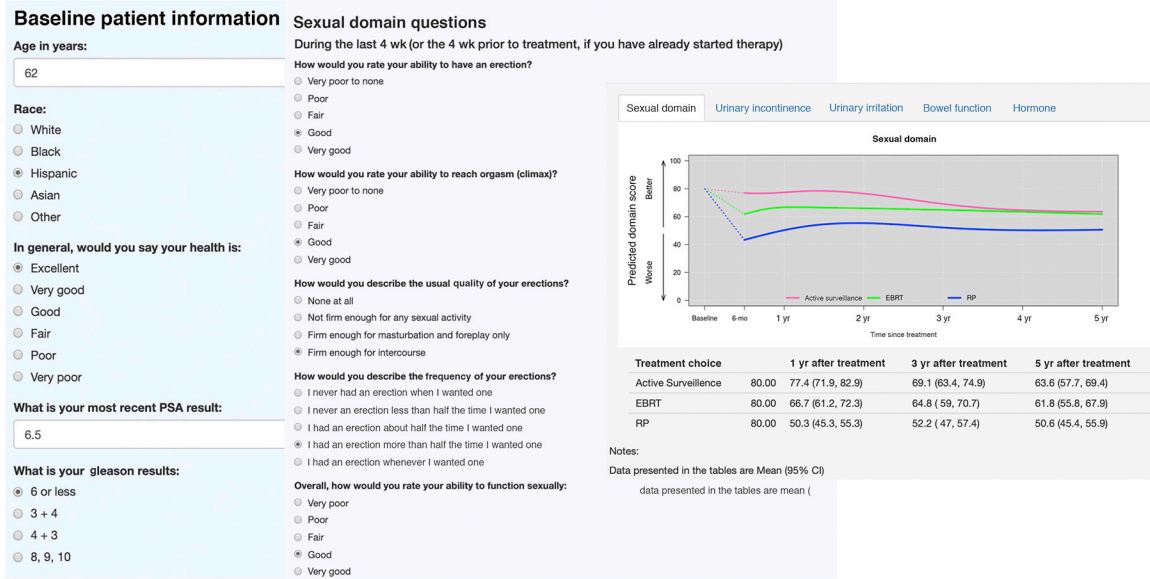 Baseline patient information
Age in years:
62
Race:
White
Black
Hispanic
Asian
Other
In general, would you say your health is:
Excellent
Very good
Good
Fair
Poor
Very poor
What is your most recent PSA result:
6.5
What is your gleason results:
6 or less
3 + 4
4 + 3
8, 9, 10
Sexual domain questions
During the last 4 wk (or the 4 wk prior to treatment, if you have already started therapy)
How would you rate your ability to have an erection?
Very poor to none
Poor
Fair
Good
Very good
How would you rate your ability to reach orgasm (climax)?
Very poor to none
Poor
Fair
Good
Very good
How would you describe the usual quality of your erections?
None at all
Not firm enough for any sexual activity
Firm enough for masturbation and foreplay only
Firm enough for intercourse
How would you describe the frequency of your erections?
I never had an erection when I wanted one
I never an erection less than half the time I wanted one
I had an erection about half the time I wanted one
I had an erection more than half the time I wanted one
I had an erection whenever I wanted one
Overall, how would you rate your ability to function sexually:
Very poor
Poor
Fair
Good
Very good
Sexual domain Urinary incontinence Urinary irritation Bowel function Hormone
Sexual domain
Predicted domain score
Better
Worse
100
80
60
40
20
0
Active surveillance EBRT RP
Baseline 6-mo 1 yr 2 yr 3 yr 4 yr 5 yr
Time since treatment
Treatment choice 1 yr after treatment 3 yr after treatment 5 yr after treatment
Active Surveillence 80.00 77.4 (71.9, 82.9) 69.1 (63.4, 74.9) 63.6 (57.7, 69.4)
EBRT 80.00 66.7 (61.2, 72.3) 64.8 ( 59, 70.7) 61.8 (55.8, 67.9)
RP 80.00 50.3 (45.3, 55.3) 52.2 ( 47, 57.4) 50.6 (45.4, 55.9)
Notes:
Data presented in the tables are Mean (95% CI)
data presented in the tables are mean (